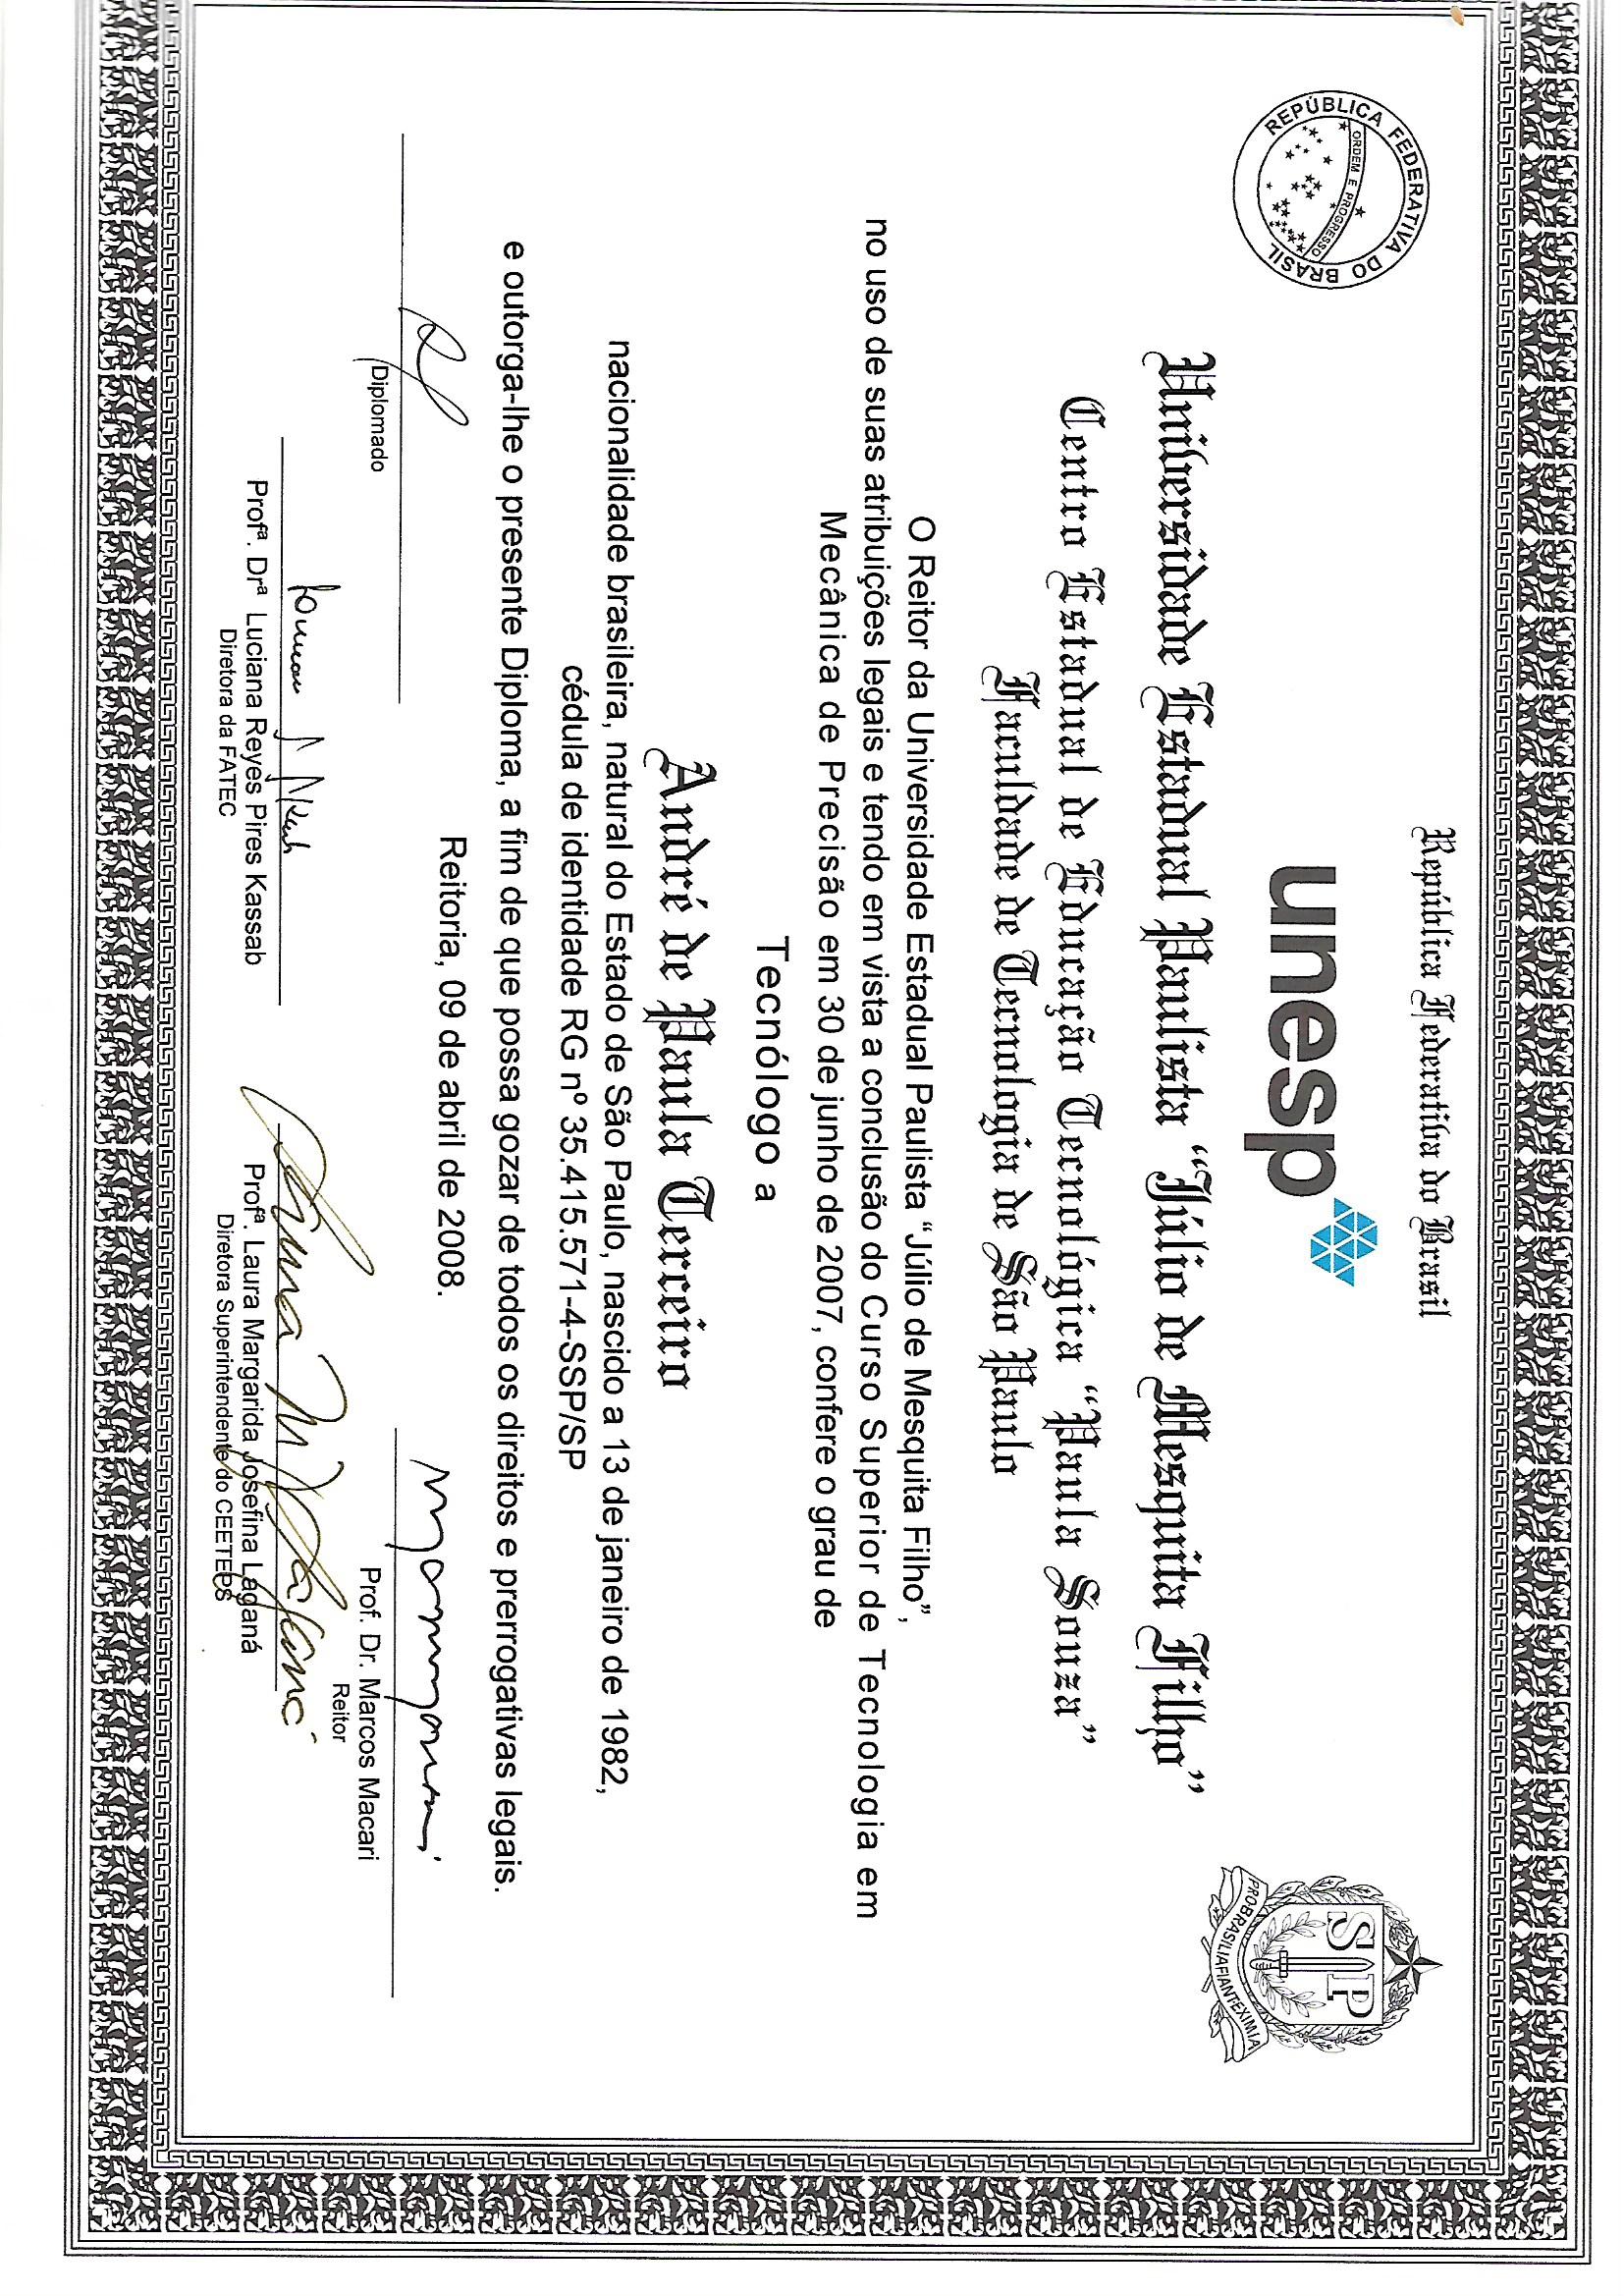 República Federativa do Brasil
REPÚBLICA FEDERATIVA DO BRASIL
ORDEM E PROGRESSO
unesp
S P
PRO BRASILIA FIANT EXIMIA
Universidade Estadual Paulista “Júlio de Mesquita Filho”
Centro Estadual de Educação Tecnológica “Paula Souza”
Faculdade de Tecnologia de São Paulo
O Reitor da Universidade Estadual Paulista “Júlio de Mesquita Filho”,
no uso de suas atribuições legais e tendo em vista a conclusão do Curso Superior de Tecnologia em
Mecânica de Precisão em 30 de junho de 2007, confere o grau de
Tecnólogo a
André de Paula Terceiro
nacionalidade brasileira, natural do Estado de São Paulo, nascido a 13 de janeiro de 1982,
cédula de identidade RG nº 35.415.571-4-SSP/SP
e outorga-lhe o presente Diploma, a fim de que possa gozar de todos os direitos e prerrogativas legais.
Reitoria, 09 de abril de 2008.
Diplomado
Prof. Dr. Marcos Macari
Reitor
Profª. Drª Luciana Reyes Pires Kassab
Diretora da FATEC
Profª. Laura Margarida Josefina Laganá
Diretora Superintendente do CEETEPS